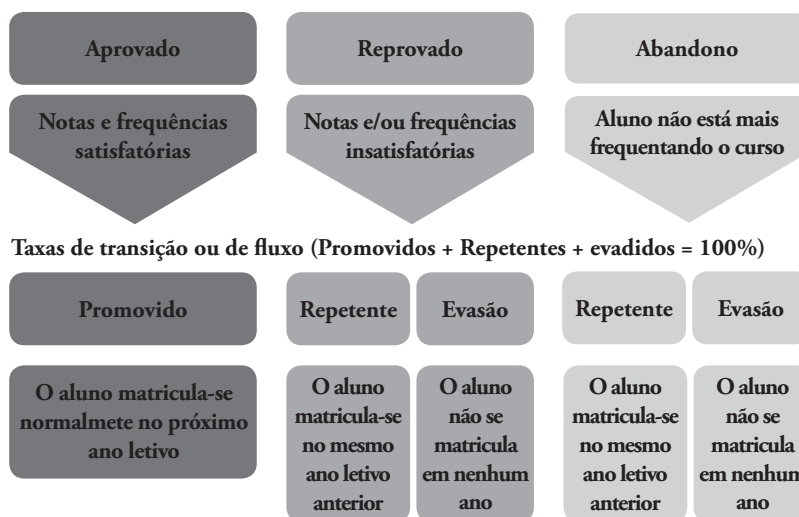 Aprovado
Reprovado
Abandono
Notas e frequências
satisfatórias
Notas e/ou frequências
insatisfatórias
Aluno não está mais
frequentando o curso
Taxas de transição ou de fluxo (Promovidos + Repetentes + evadidos = 100%)
Promovido
Repetente
Evasão
Repetente
Evasão
O aluno matricula-se
normalmete no próximo
ano letivo
O aluno
matricula-se
no mesmo
ano letivo
anterior
O aluno
não se
matricula
em nenhum
ano
O aluno
matricula-se
no mesmo
ano letivo
anterior
O aluno
não se
matricula
em nenhum
ano